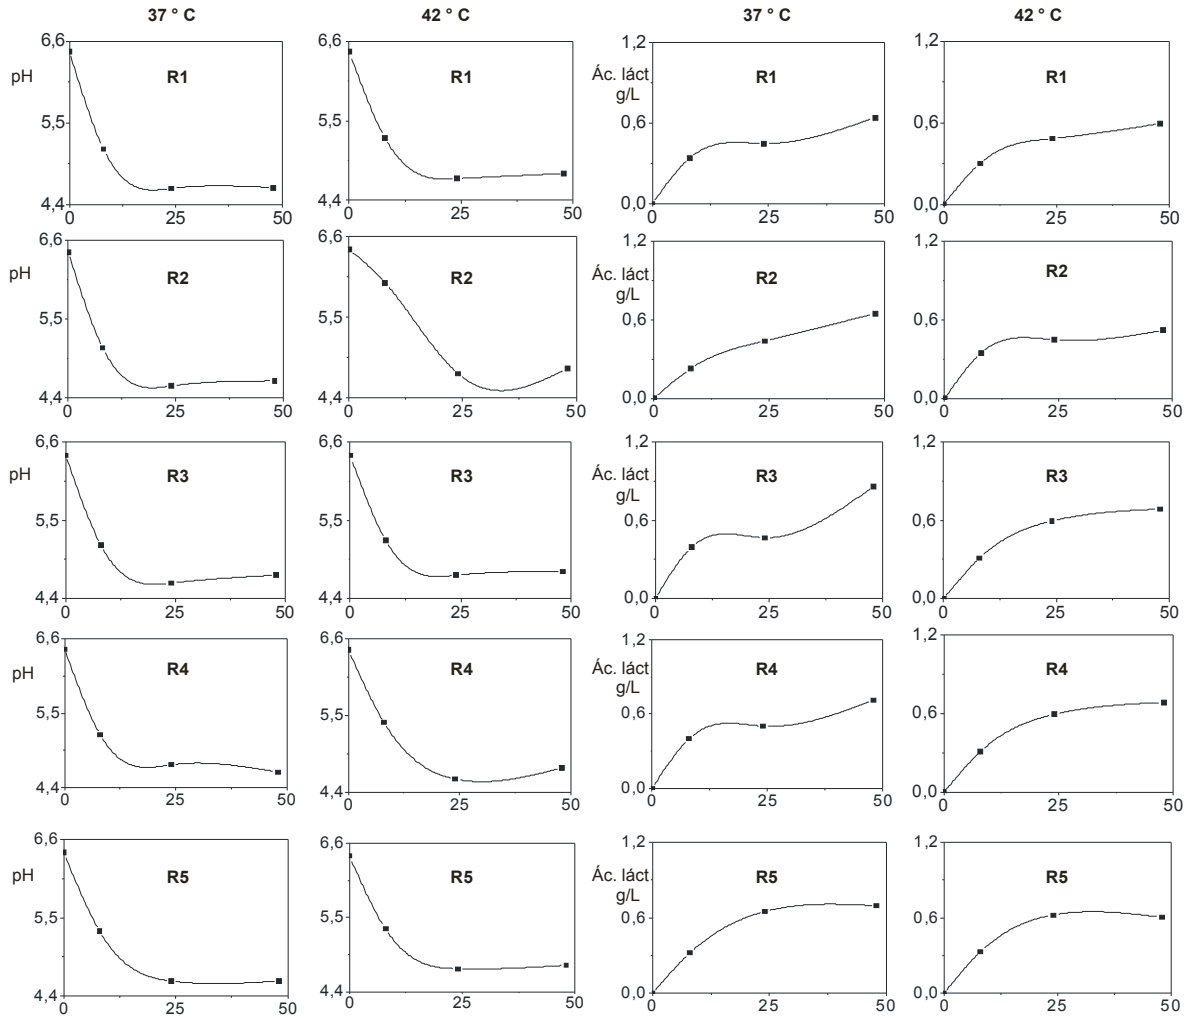 37 ° C 42 ° C 37 ° C 42 ° C
6,6 6,6 1,2 1,2
pH R1 R1 Ác. láct g/L R1 R1
5,5 5,5 0,6 0,6
4,4 4,4 0,0 0,0
0 25 50 0 25 50 0 25 50 0 25 50
6,6 6,6 1,2 1,2
pH R2 R2 Ác. láct g/L R2 R2
5,5 5,5 0,6 0,6
4,4 4,4 0,0 0,0
0 25 50 0 25 50 0 25 50 0 25 50
6,6 6,6 1,2 1,2
pH R3 R3 Ác. láct g/L R3 R3
5,5 5,5 0,6 0,6
4,4 4,4 0,0 0,0
0 25 50 0 25 50 0 25 50 0 25 50
6,6 6,6 1,2 1,2
pH R4 R4 Ác. láct g/L R4 R4
5,5 5,5 0,6 0,6
4,4 4,4 0,0 0,0
0 25 50 0 25 50 0 25 50 0 25 50
6,6 6,6 1,2 1,2
pH R5 R5 Ác. láct g/L R5 R5
5,5 5,5 0,6 0,6
4,4 4,4 0,0 0,0
0 25 50 0 25 50 0 25 50 0 25 50